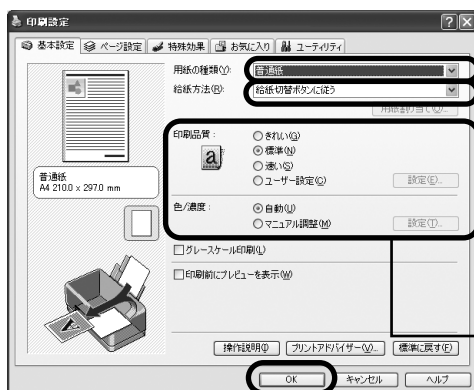 印刷設定
基本設定 ページ設定 特殊効果 お気に入り ユーティリティ
用紙の種類(Y): 普通紙
給紙方法(R): 給紙切替ボタンに従う
用紙割り当て(O)...
印刷品質: きれい(G)
標準(N)
速い(S)
ユーザー設定(C) 設定(E)...
普通紙
A4 210.0 x 297.0 mm
色/濃度: 自動(U)
マニュアル調整(M) 設定(T)...
グレースケール印刷(L)
印刷前にプレビューを表示(W)
操作説明(I) プリントアドバイザー(V)... 標準に戻す(F)
OK キャンセル ヘルプ